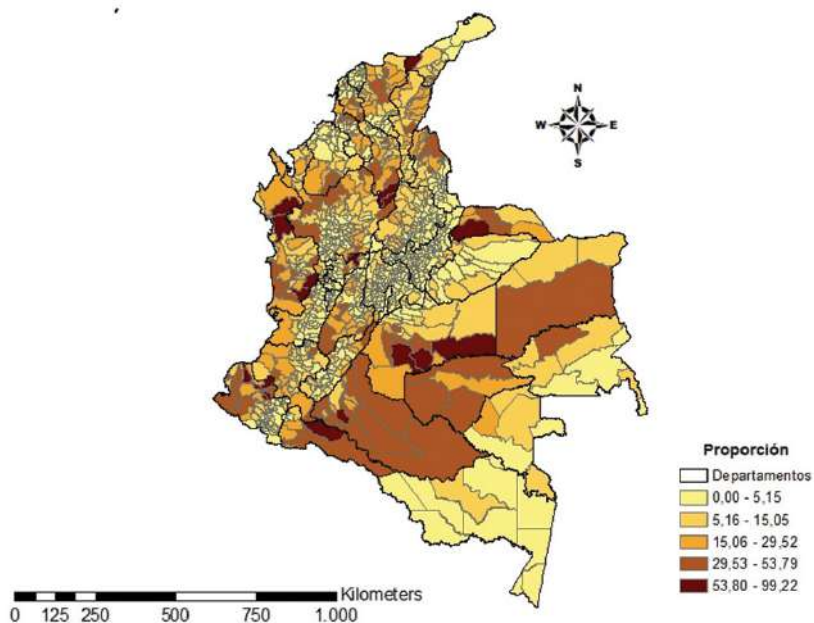 N
W E
S
Proporción
Departamentos
0,00 - 5,15
5,16 - 15,05
15,06 - 29,52
29,53 - 53,79
53,80 - 99,22
Kilometers
0 125 250 500 750 1.000